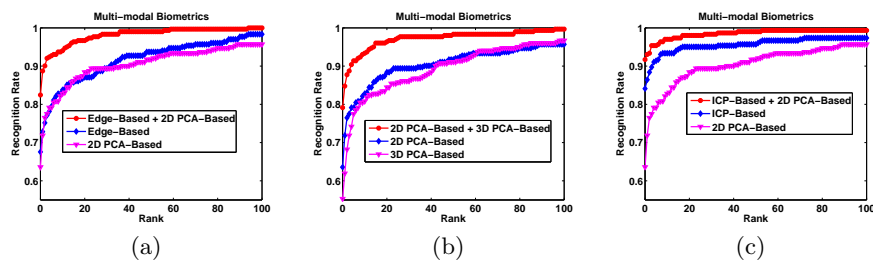 Multi-modal Biometrics
Recognition Rate
1
0.9
0.8
0.7
0.6
Edge-Based + 2D PCA-Based
Edge-Based
2D PCA-Based
0 20 40 60 80 100
Rank
(a)
Multi-modal Biometrics
Recognition Rate
1
0.9
0.8
0.7
0.6
2D PCA-Based + 3D PCA-Based
2D PCA-Based
3D PCA-Based
0 20 40 60 80 100
Rank
(b)
Multi-modal Biometrics
Recognition Rate
1
0.9
0.8
0.7
0.6
ICP-Based + 2D PCA-Based
ICP-Based
2D PCA-Based
0 20 40 60 80 100
Rank
(c)